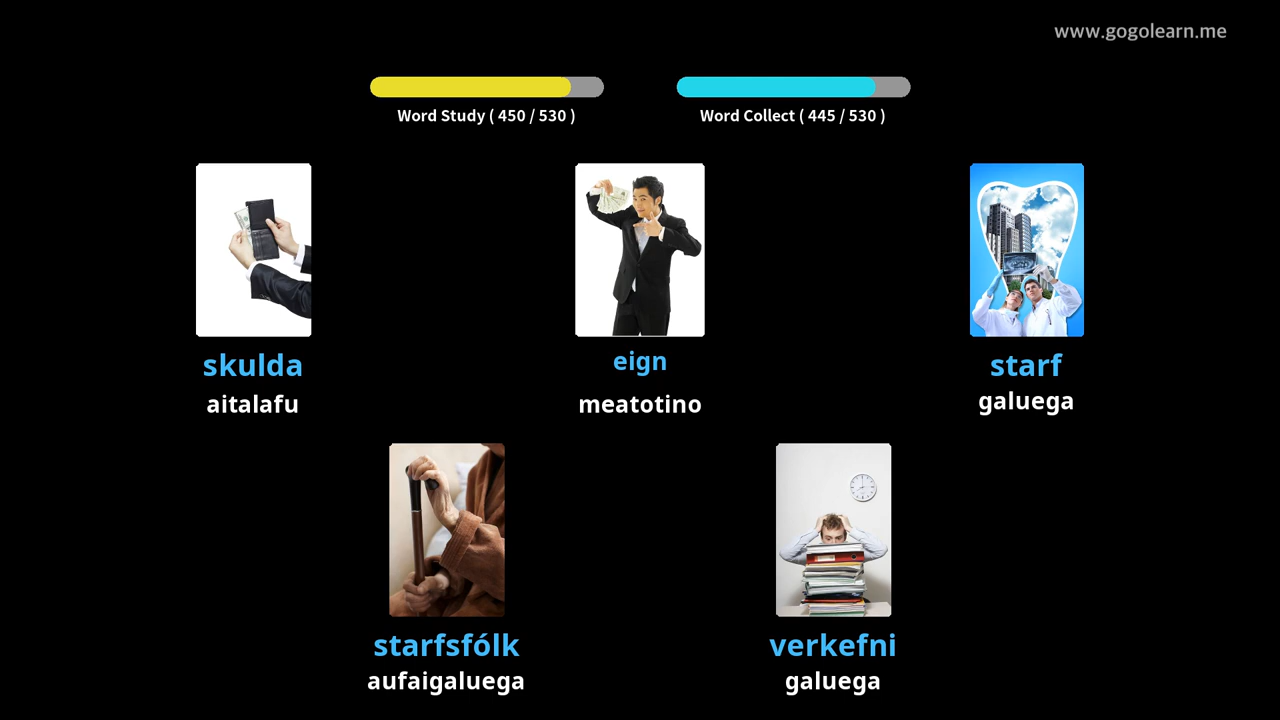 www.gogolearn.me
Word Study ( 450 / 530 )
Word Collect ( 445 / 530 )
skulda
aitalafu
eign
meatotino
starf
galuega
starfsfólk
aufaigaluega
verkefni
galuega